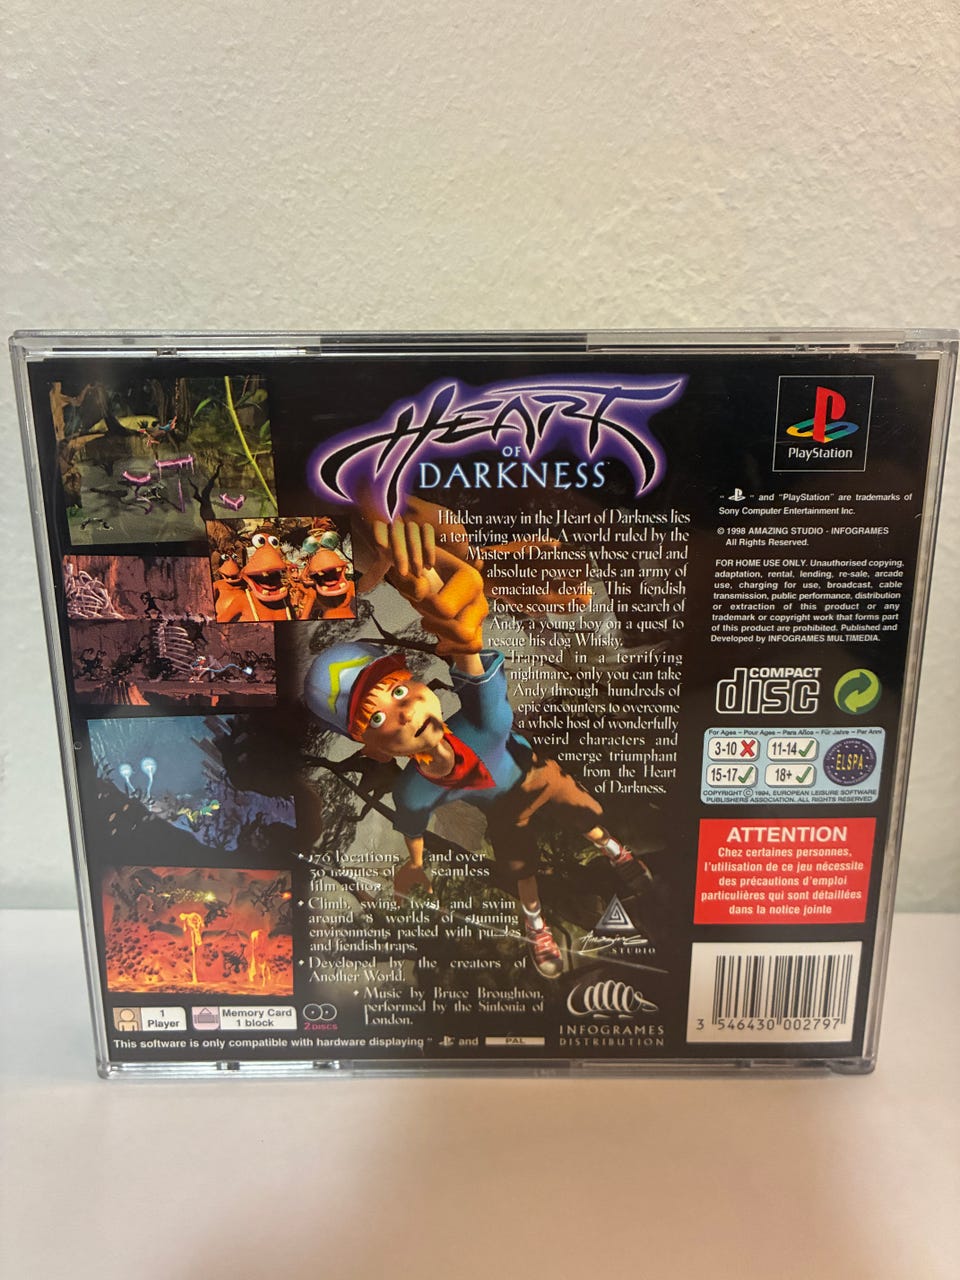 HEART
OF
DARKNESS
PlayStation
Hidden away in the Heart of Darkness lies
a terrifying world. A world ruled by the
Master of Darkness whose cruel and
absolute power leads an army of
emaciated devils. This fiendish
force scours the land in search of
Andy, a young boy on a quest to
rescue his dog Whisky.
Trapped in a terrifying
nightmare, only you can take
Andy through hundreds of
epic encounters to overcome
a whole host of wonderfully
weird characters and
emerge triumphant
from the Heart
of Darkness.
• 176 locations and over
30 minutes of seamless
film action.
• Climb, swing, twist and swim
around 8 worlds of stunning
environments packed with puzzles
and fiendish traps.
• Developed by the creators of
Another World.
• Music by Bruce Broughton,
performed by the Sinfonia of
London.
" " and "PlayStation" are trademarks of
Sony Computer Entertainment Inc.
© 1998 AMAZING STUDIO - INFOGRAMES
All Rights Reserved.
FOR HOME USE ONLY. Unauthorised copying,
adaptation, rental, lending, re-sale, arcade
use, charging for use, broadcast, cable
transmission, public performance, distribution
or extraction of this product or any
trademark or copyright work that forms part
of this product are prohibited. Published and
Developed by INFOGRAMES MULTIMEDIA.
COMPACT
disc
For Ages - Pour Ages - Para Años - Für Jahre - Per Anni
3-10 11-14
15-17 18+
ELSPA
COPYRIGHT © 1994, EUROPEAN LEISURE SOFTWARE
PUBLISHERS ASSOCIATION. ALL RIGHTS RESERVED
ATTENTION
Chez certaines personnes,
l'utilisation de ce jeu nécessite
des précautions d'emploi
particulières qui sont détaillées
dans la notice jointe
Amazing
STUDIO
INFOGRAMES
DISTRIBUTION
3 546430 002797
1
Player
Memory Card
1 block
2 DISCS
This software is only compatible with hardware displaying " " and PAL